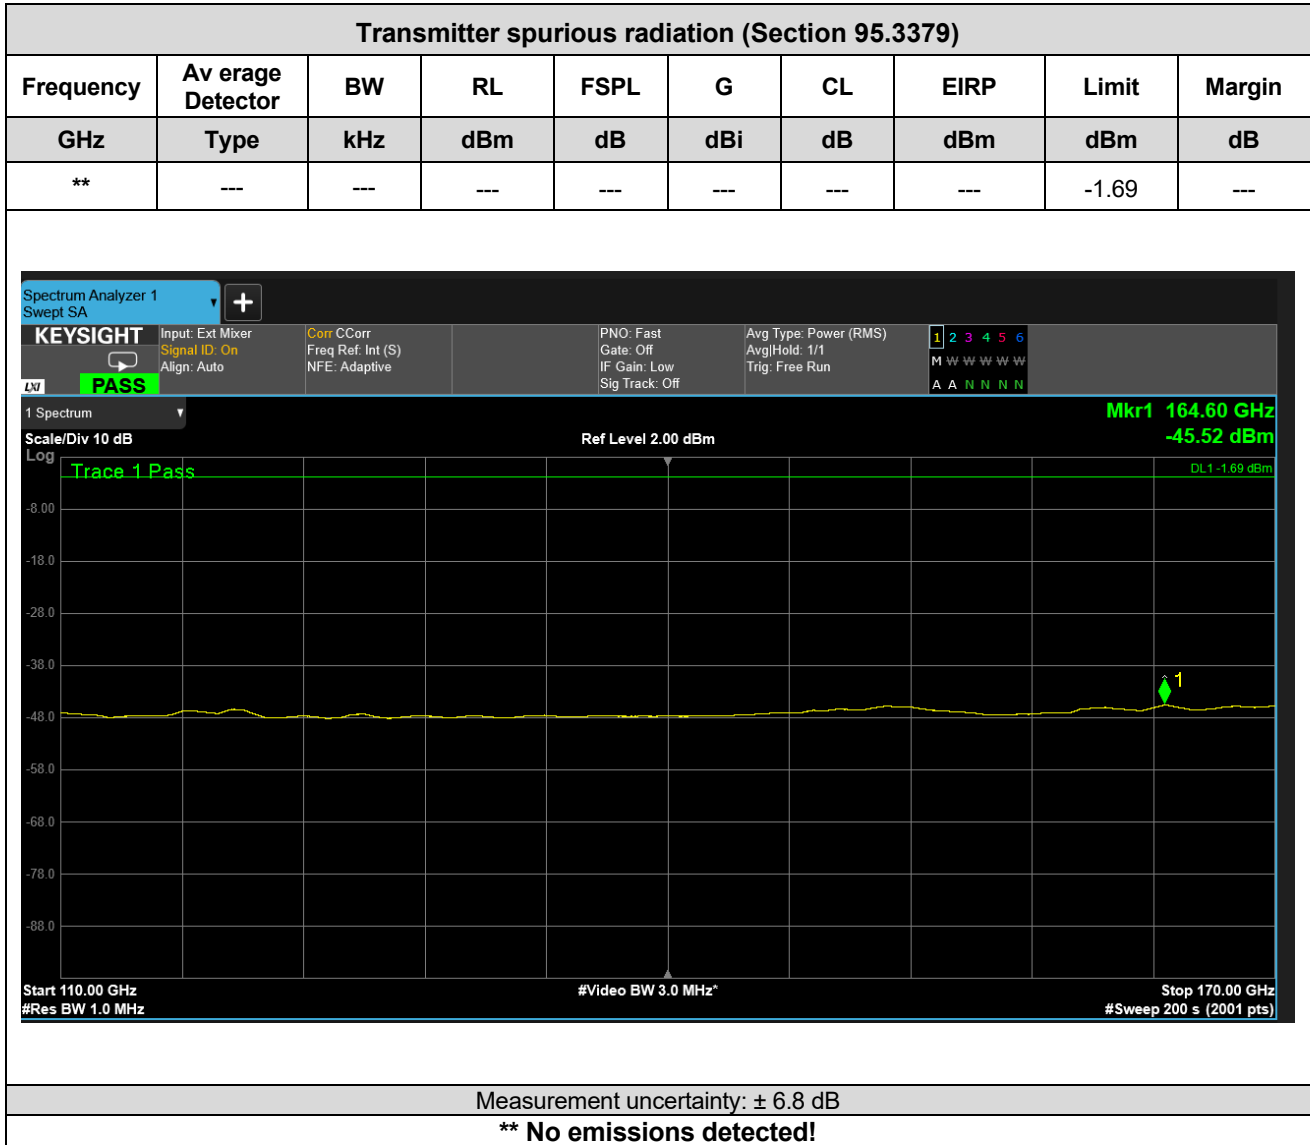 Transmitter spurious radiation (Section 95.3379)
Frequency Av erage Detector BW RL FSPL G CL EIRP Limit Margin
GHz Type kHz dBm dB dBi dB dBm dBm dB
** --- --- --- --- --- --- --- -1.69 ---
Spectrum Analyzer 1
Swept SA
+
KEYSIGHT Input: Ext Mixer Corr CCorr PNO: Fast Avg Type: Power (RMS) 1 2 3 4 5 6
Signal ID: On Freq Ref: Int (S) Gate: Off Avg|Hold: 1/1 M W W W W W
Align: Auto NFE: Adaptive IF Gain: Low Trig: Free Run
LXI PASS Sig Track: Off A A N N N N
1 Spectrum Mkr1 164.60 GHz
Scale/Div 10 dB Ref Level 2.00 dBm -45.52 dBm
Log
Trace 1 Pass DL1 -1.69 dBm
-8.00
-18.0
-28.0
-38.0
1
-48.0
-58.0
-68.0
-78.0
-88.0
Start 110.00 GHz #Video BW 3.0 MHz* Stop 170.00 GHz
#Res BW 1.0 MHz #Sweep 200 s (2001 pts)
Measurement uncertainty: ± 6.8 dB
** No emissions detected!